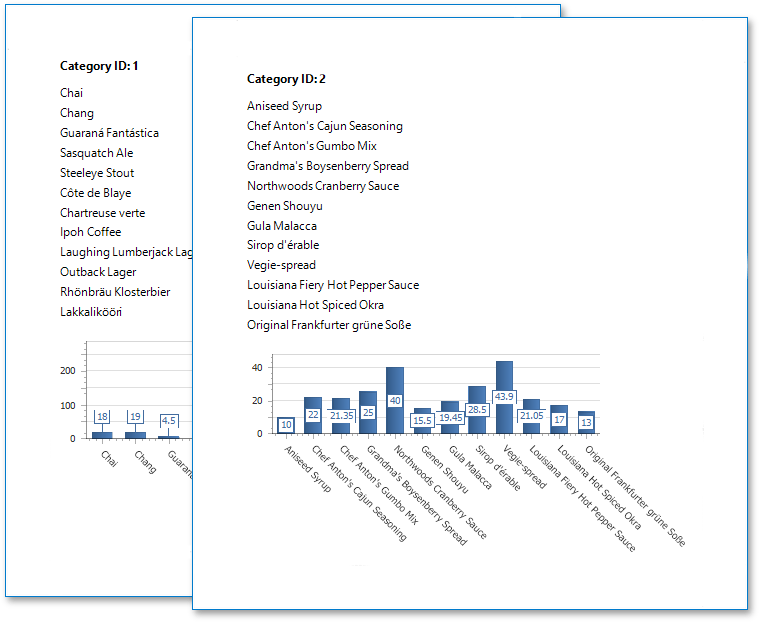 Category ID: 1
Chai
Chang
Guaraná Fantástica
Sasquatch Ale
Steeleye Stout
Côte de Blaye
Chartreuse verte
Ipoh Coffee
Laughing Lumberjack Lag
Outback Lager
Rhönbräu Klosterbier
Lakkalikööri
200
100
0
18
19
4.5
Chai
Chang
Guaran
Category ID: 2
Aniseed Syrup
Chef Anton's Cajun Seasoning
Chef Anton's Gumbo Mix
Grandma's Boysenberry Spread
Northwoods Cranberry Sauce
Genen Shouyu
Gula Malacca
Sirop d'érable
Vegie-spread
Louisiana Fiery Hot Pepper Sauce
Louisiana Hot Spiced Okra
Original Frankfurter grüne Soße
40
20
0
10
22
21.35
25
40
15.5
19.45
28.5
43.9
21.05
17
13
Aniseed Syrup
Chef Anton's Cajun Seasoning
Chef Anton's Gumbo Mix
Grandma's Boysenberry Spread
Northwoods Cranberry Sauce
Genen Shouyu
Gula Malacca
Sirop d'érable
Vegie-spread
Louisiana Fiery Hot Pepper Sauce
Louisiana Hot Spiced Okra
Original Frankfurter grüne Soße